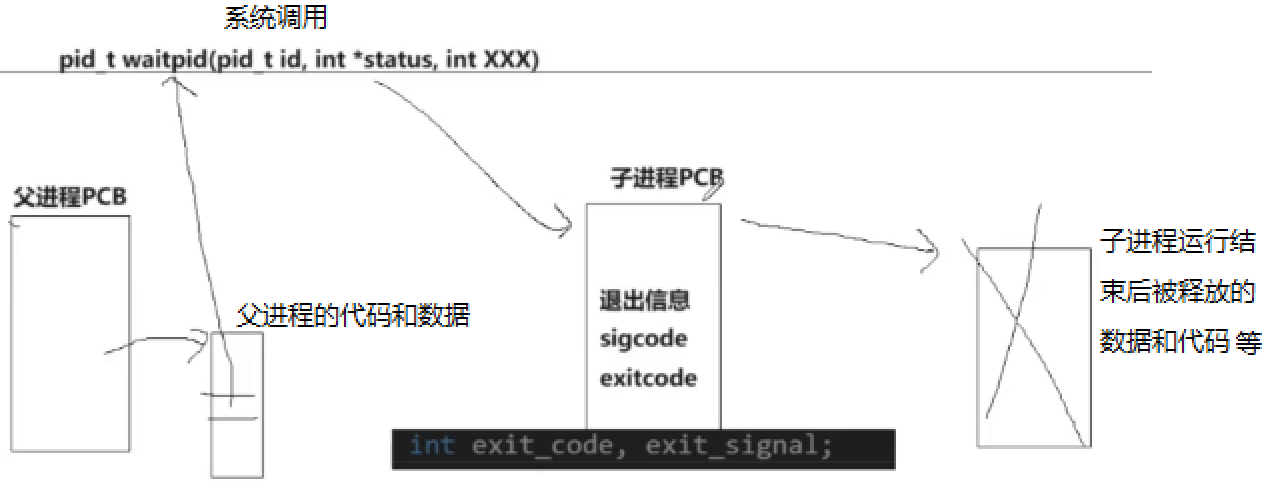 系统调用
pid_t waitpid(pid_t id, int *status, int XXX)
父进程PCB
父进程的代码和数据
子进程PCB
退出信息
sigcode
exitcode
int exit_code, exit_signal;
子进程运行结
束后被释放的
数据和代码等